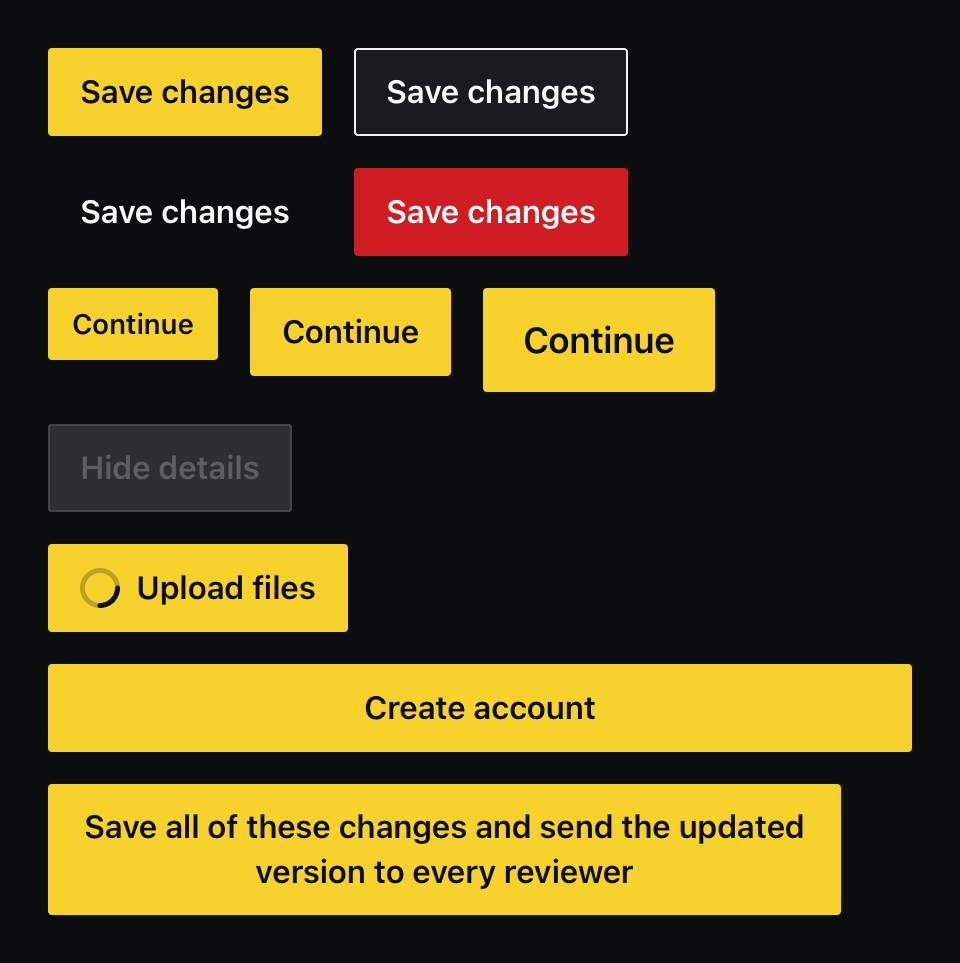 Save changes
Save changes
Save changes
Save changes
Continue
Continue
Continue
Hide details
Upload files
Create account
Save all of these changes and send the updated
version to every reviewer